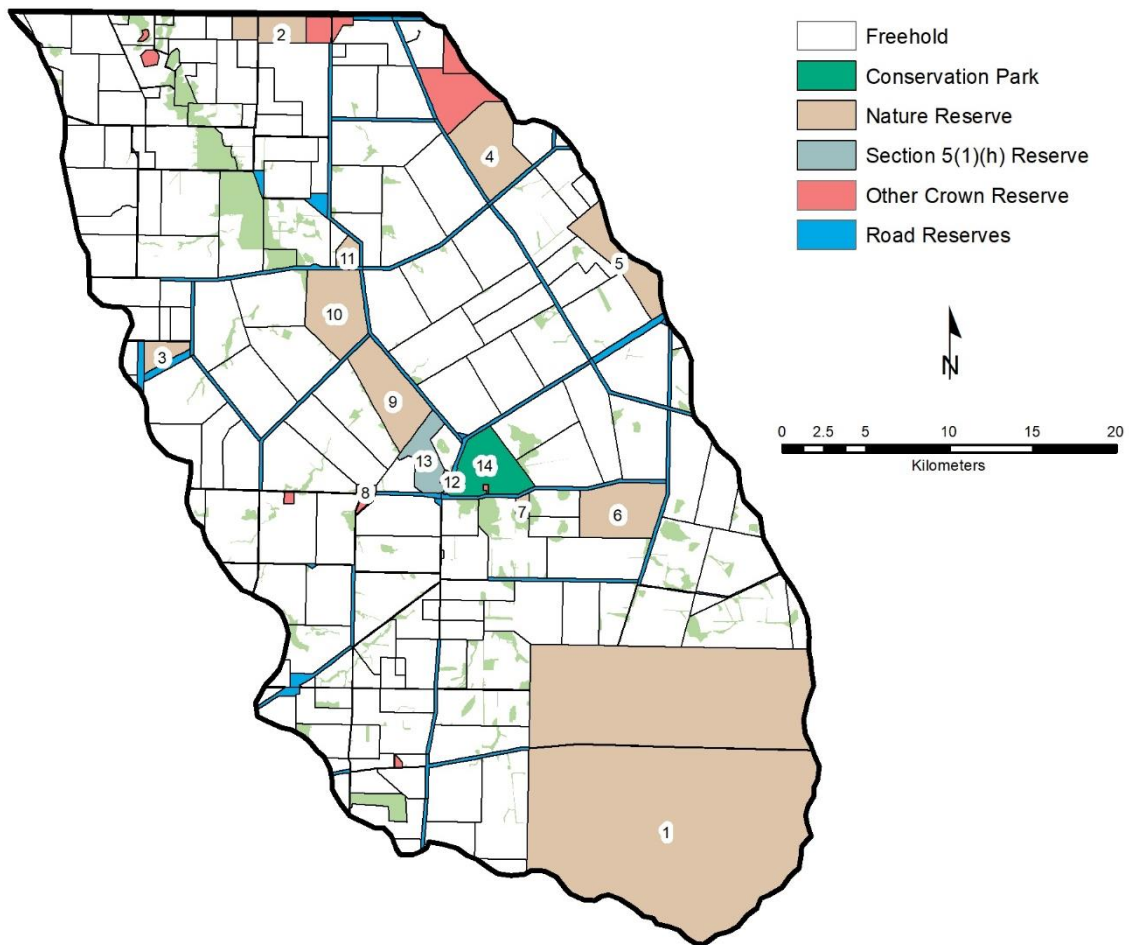 Freehold
Conservation Park
Nature Reserve
Section 5(1)(h) Reserve
Other Crown Reserve
Road Reserves
N
0 2.5 5 10 15 20
Kilometers
2
4
11
5
10
3
9
13
14
12
8
7
6
1